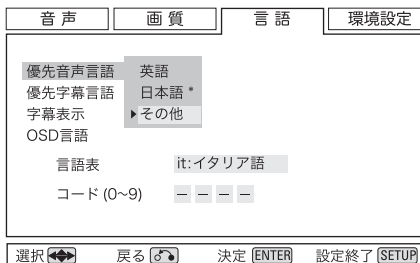 音 声 画 質 言 語 環境設定
優先音声言語 英語
優先字幕言語 日本語 *
字幕表示 ▶その他
OSD言語
言語表 it:イタリア語
コード (0~9) − − − −
選択 戻る 決定 ENTER 設定終了 SETUP